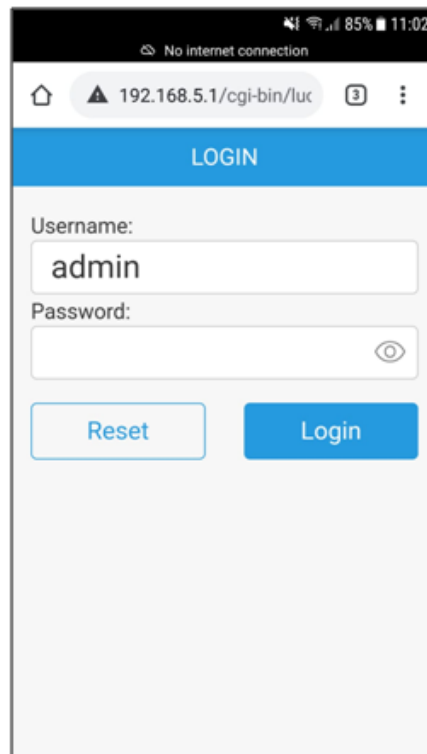 85% 11:02
No internet connection
192.168.5.1/cgi-bin/luc 3
LOGIN
Username:
admin
Password:
Reset Login